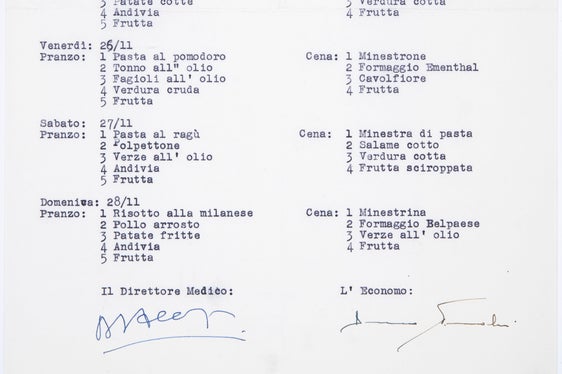 3 Patate cotte 3 Verdura cotta
4 Andivia 4 Frutta
5 Frutta
Venerdì: 26/11
Pranzo: 1 Pasta al pomodoro Cena: 1 Minestrone
2 Tonno all" olio 2 Formaggio Ementhal
3 Fagioli all' olio 3 Cavolfiore
4 Verdura cruda 4 Frutta
5 Frutta
Sabato: 27/11
Pranzo: 1 Pasta al ragù Cena: 1 Minestra di pasta
2 Polpettone 2 Salame cotto
3 Verze all' olio 3 Verdura cotta
4 Andivia 4 Frutta sciroppata
5 Frutta
Domenica: 28/11
Pranzo: 1 Risotto alla milanese Cena: 1 Minestrina
2 Pollo arrosto 2 Formaggio Belpaese
3 Patate fritte 3 Verze all' olio
4 Andivia 4 Frutta
5 Frutta
Il Direttore Medico: L' Economo: